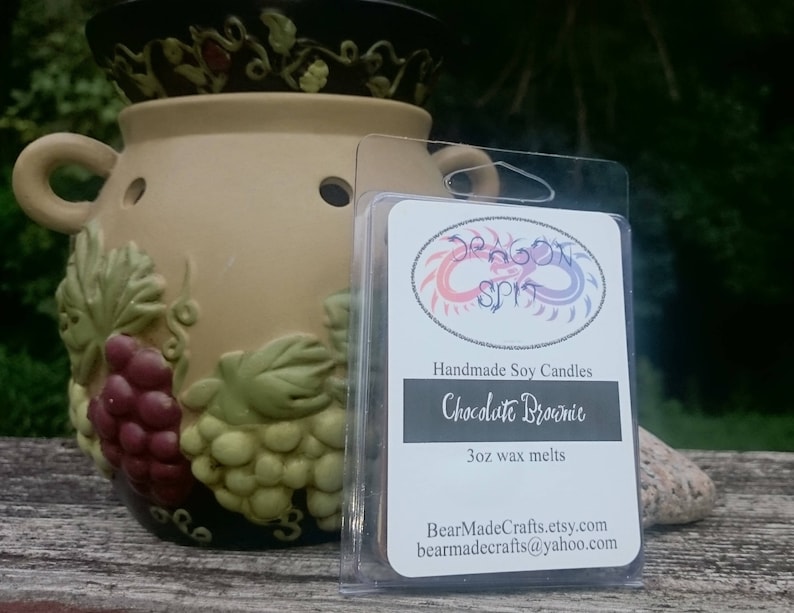 DRAGON
SPIT
Handmade Soy Candles
Chocolate Brownie
3oz wax melts
BearMadeCrafts.etsy.com
bearmadecrafts@yahoo.com